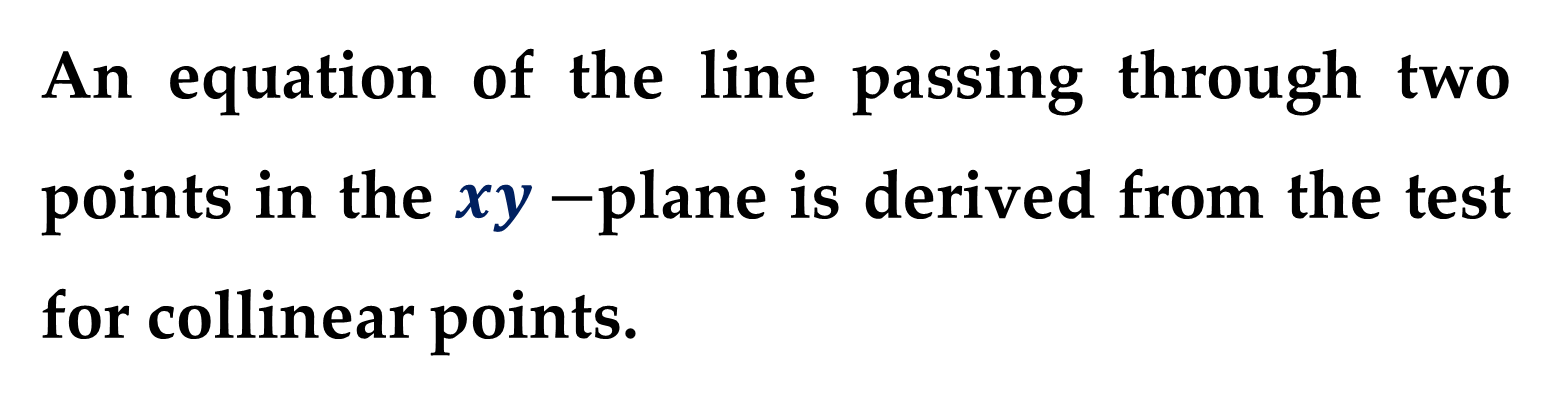 An equation of the line passing through two
points in the xy −plane is derived from the test
for collinear points.